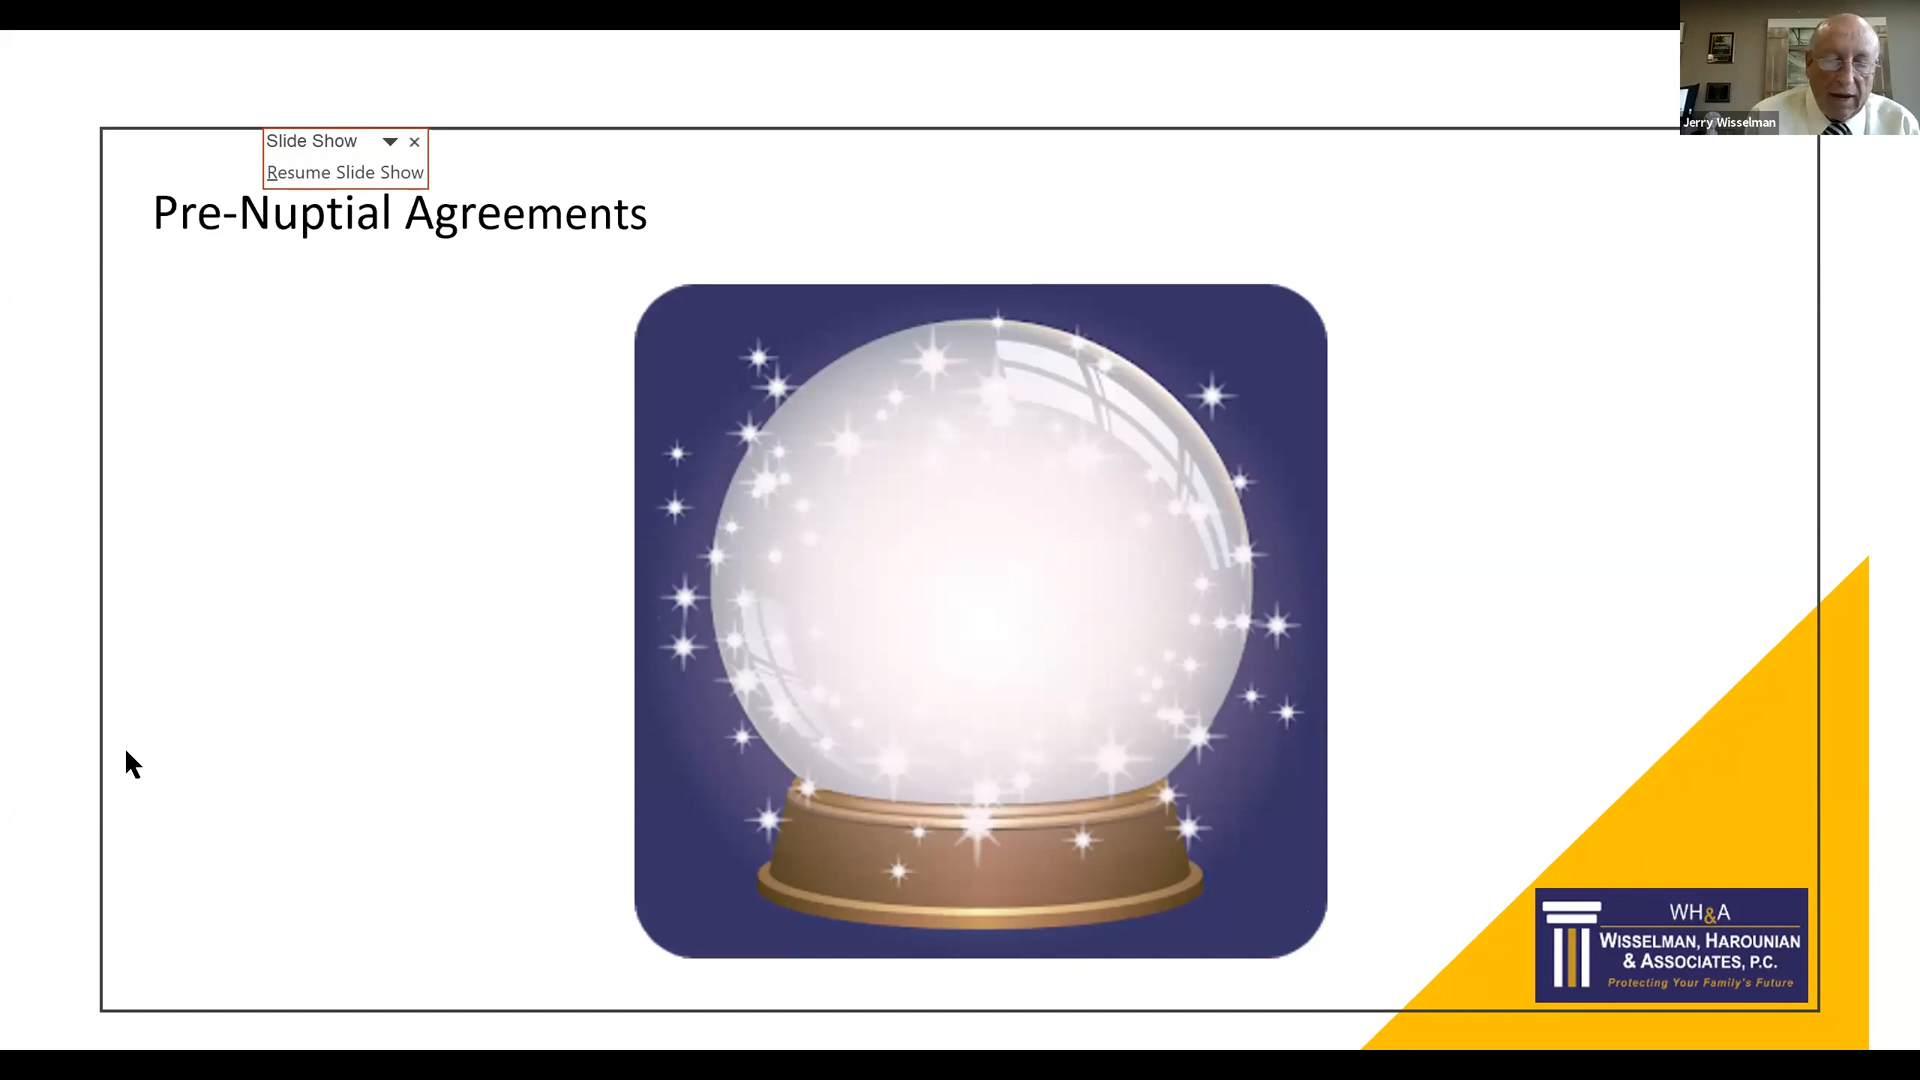 Jerry Wisselman
Slide Show
Resume Slide Show
Pre-Nuptial Agreements
WH&A
WISSELMAN, HAROUNIAN
& ASSOCIATES, P.C.
Protecting Your Family's Future